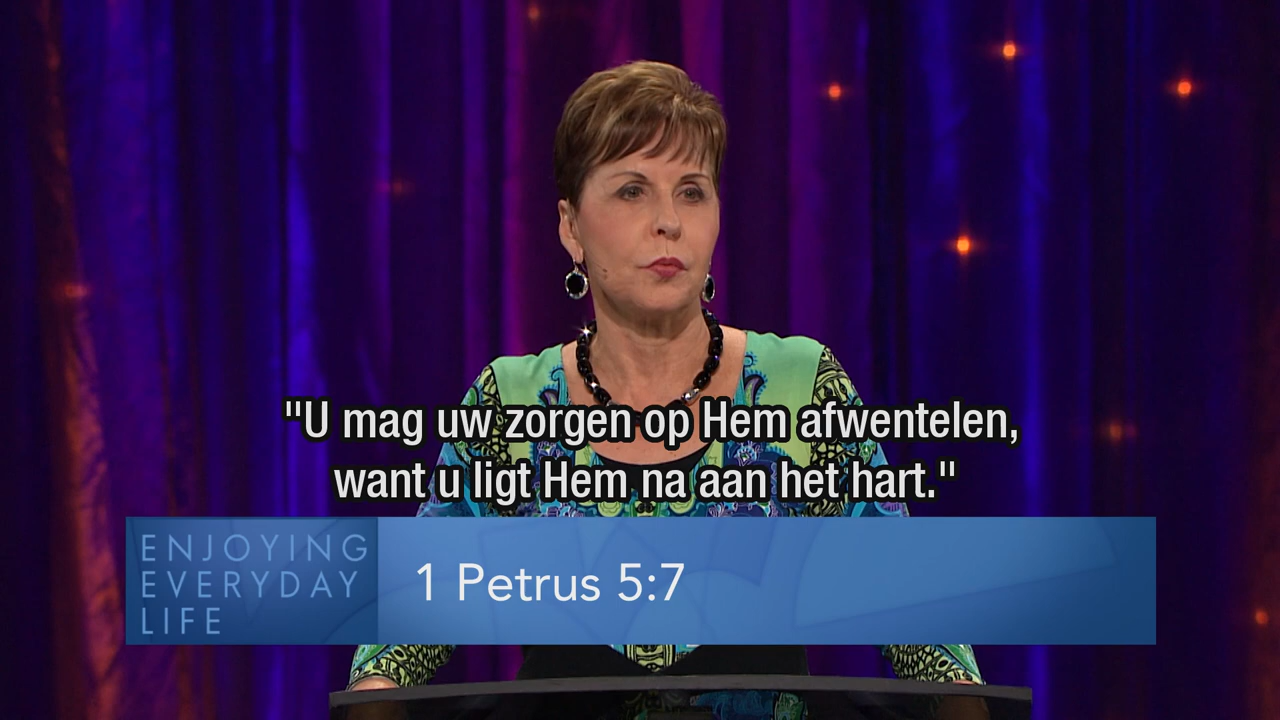 "U mag uw zorgen op Hem afwentelen,
want u ligt Hem na aan het hart."
ENJOYING
EVERYDAY
LIFE
1 Petrus 5:7